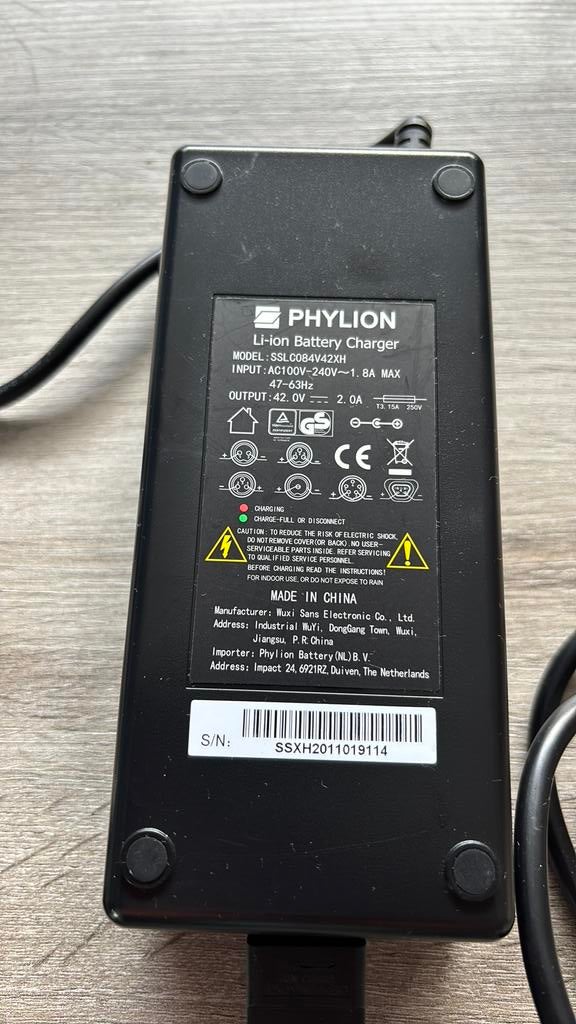 PHYLION
Li-ion Battery Charger
MODEL:SSLC084V42XH
INPUT:AC100V-240V~1.8A MAX
47-63Hz
OUTPUT:42.0V 2.0A
T3.15A 250V
GS
CE
CHARGING
CHARGE-FULL OR DISCONNECT
CAUTION: TO REDUCE THE RISK OF ELECTRIC SHOCK,
DO NOT REMOVE COVER(OR BACK). NO USER-
SERVICEABLE PARTS INSIDE. REFER SERVICING
TO QUALIFIED SERVICE PERSONNEL.
BEFORE CHARGING READ THE INSTRUCTIONS!
FOR INDOOR USE, OR DO NOT EXPOSE TO RAIN
MADE IN CHINA
Manufacturer: Wuxi Sans Electronic Co., Ltd.
Address: Industrial WuYi, DongGang Town, Wuxi,
Jiangsu, P.R.China
Importer: Phylion Battery(NL)B.V.
Address: Impact 24,6921RZ,Duiven,The Netherlands
S/N:
SSXH2011019114